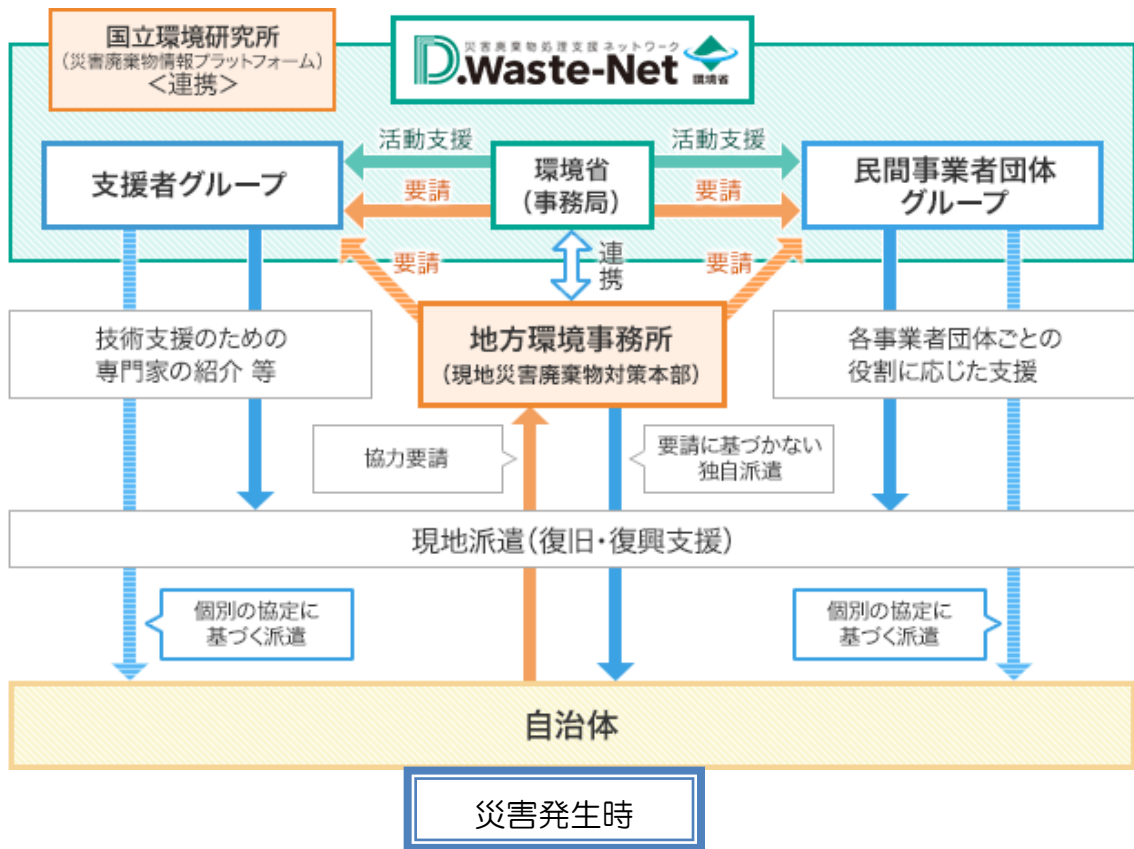 国立環境研究所
(災害廃棄物情報プラットフォーム)
<連携>
災害廃棄物処理支援ネットワーク
D.Waste-Net
環境省
活動支援
活動支援
支援者グループ
環境省
(事務局)
民間事業者団体
グループ
要請
要請
要請
連携
要請
技術支援のための
専門家の紹介 等
地方環境事務所
(現地災害廃棄物対策本部)
各事業者団体ごとの
役割に応じた支援
協力要請
要請に基づかない
独自派遣
現地派遣(復旧・復興支援)
個別の協定に
基づく派遣
個別の協定に
基づく派遣
自治体
災害発生時